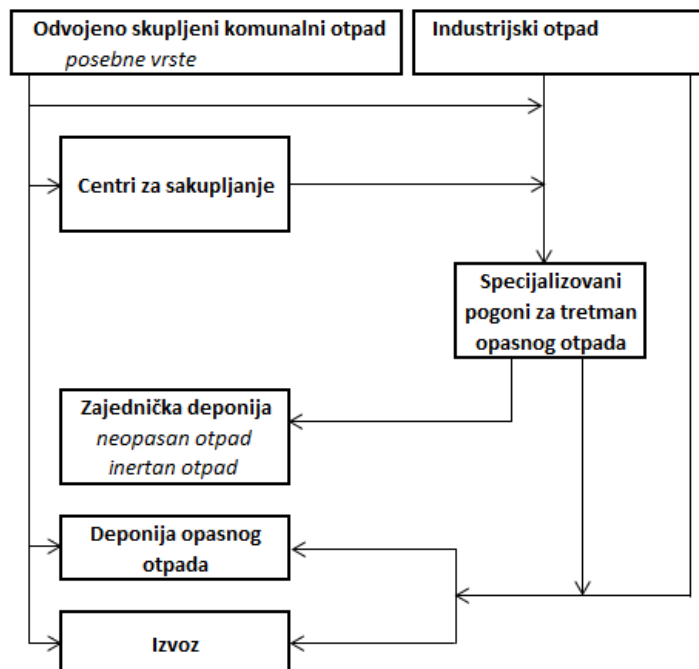 Odvojeno skupljeni komunalni otpad
posebne vrste
Industrijski otpad
Centri za sakupljanje
Specijalizovani
pogoni za tretman
opasnog otpada
Zajednička deponija
neopasan otpad
inertan otpad
Deponija opasnog
otpada
Izvoz